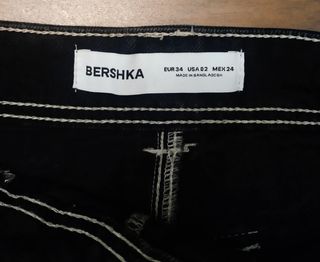 BERSHKA
EUR 34 USA 02 MEX 24
MADE IN BANGLADESH